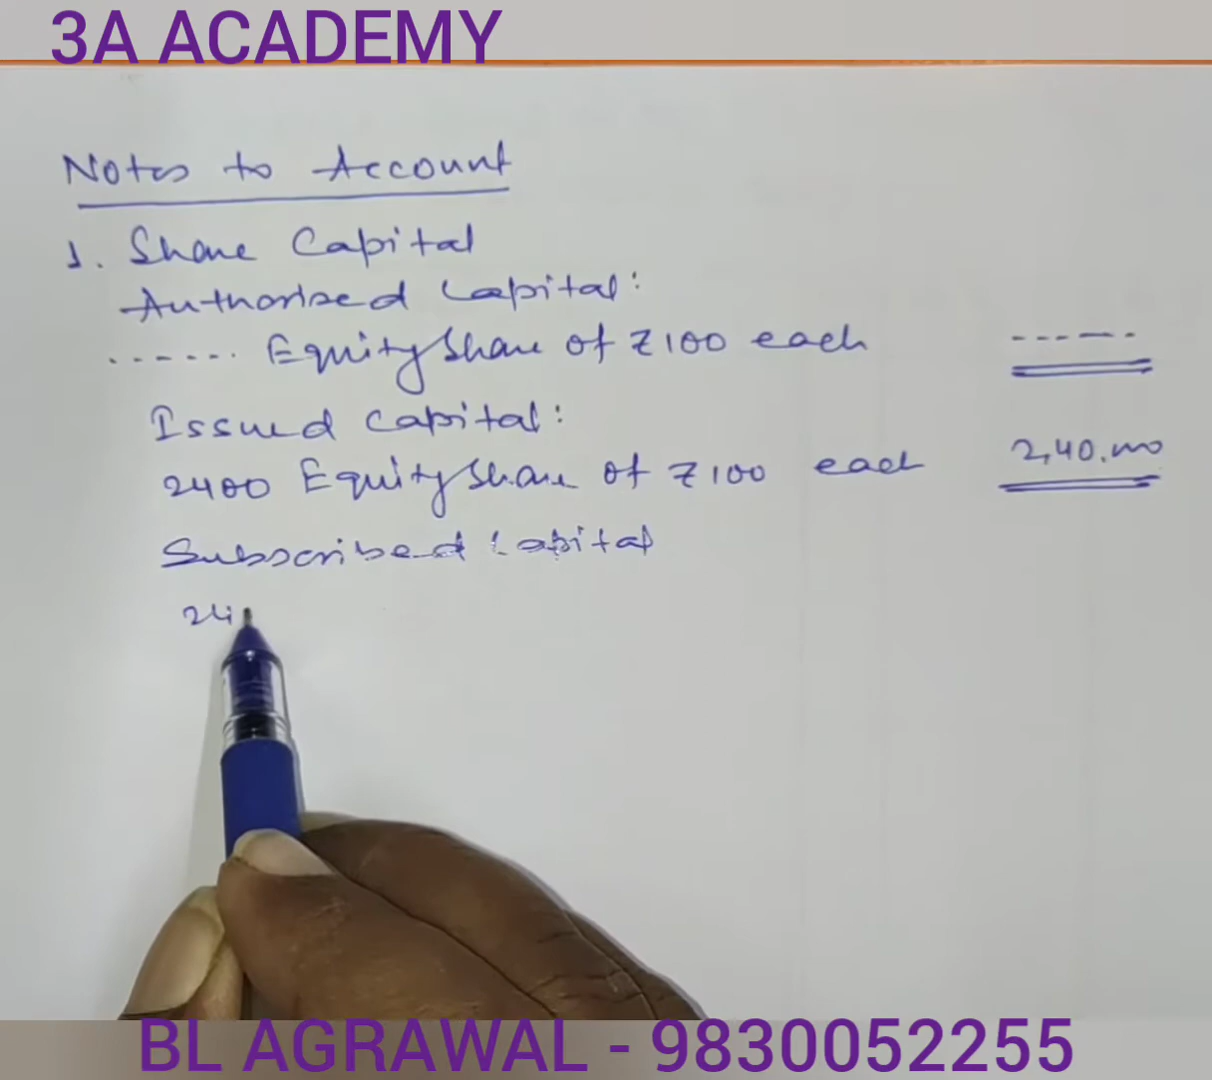 3A ACADEMY
Notes to Account
1. Share Capital
Authorised Capital:
....... Equity Share of ₹100 each -----
Issued Capital:
2400 Equity Share of ₹100 each 2,40,000
Subscribed Capital
24
BL AGRAWAL - 9830052255